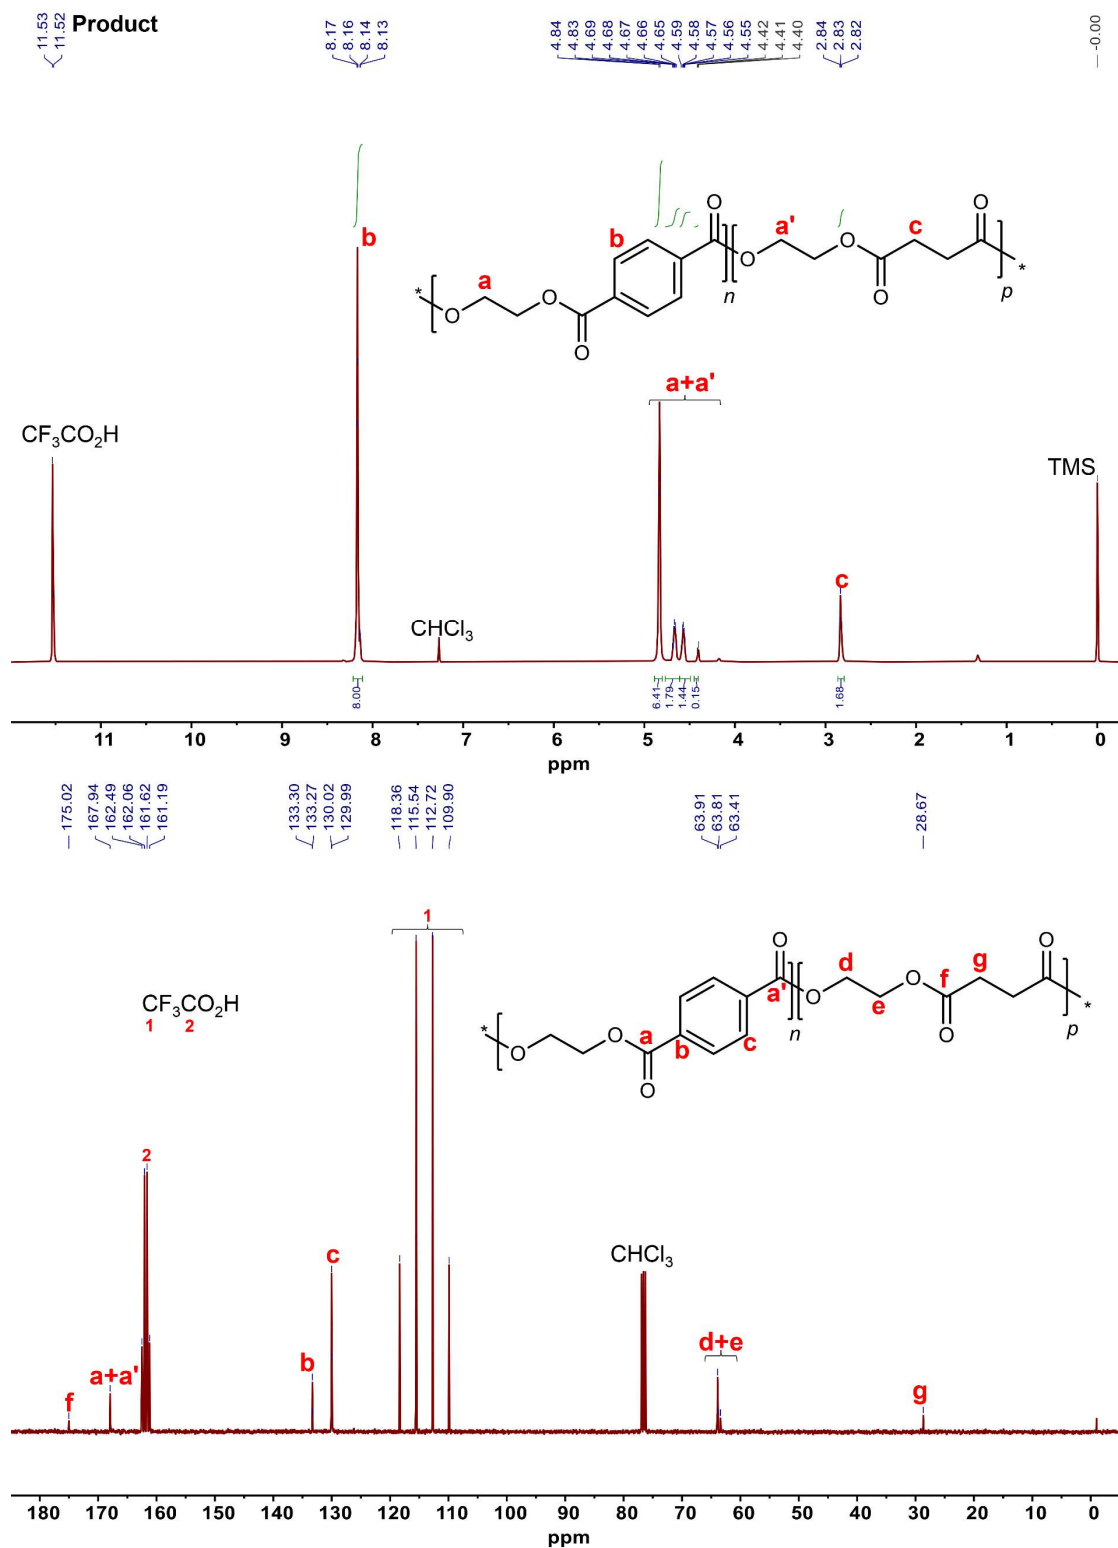 Product
11.53
11.52
8.17
8.16
8.14
8.13
4.84
4.83
4.69
4.68
4.67
4.66
4.65
4.59
4.58
4.57
4.56
4.55
4.42
4.41
4.40
2.84
2.83
2.82
-0.00
b
O
a'
c
O
b
O
O
a
n
O
p
*
*
O
O
O
a+a'
CF3CO2H
TMS
c
CHCl3
8.00
6.41
1.79
1.44
0.15
1.68
11 10 9 8 7 6 5 4 3 2 1 0
ppm
175.02
167.94
162.49
162.06
161.62
161.19
133.30
133.27
130.02
129.99
118.36
115.54
112.72
109.90
63.91
63.81
63.41
28.67
1
O
d
O
f
g
O
CF3CO2H
1 2
a'
O
e
O
n
p
*
*
O
O
a
b
c
O
2
c
CHCl3
f
a+a'
b
d+e
g
180 170 160 150 140 130 120 110 100 90 80 70 60 50 40 30 20 10 0
ppm